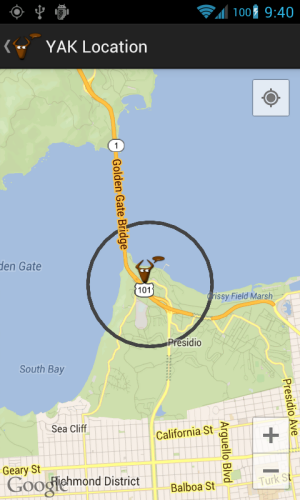 100
9:40
YAK Location
1
Golden Gate Bridge
den Gate
101
Crissy Field Marsh
Presidio
South Bay
Presidio Ave
Sea Cliff
California St
Arguello Blvd
Geary St
Richmond District
Balboa St
Turk St
Google